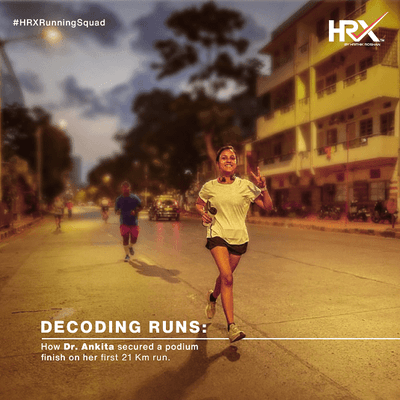 #HRXRunningSquad
HRX
BY HRITHIK ROSHAN
DECODING RUNS:
How Dr. Ankita secured a podium
finish on her first 21 Km run.